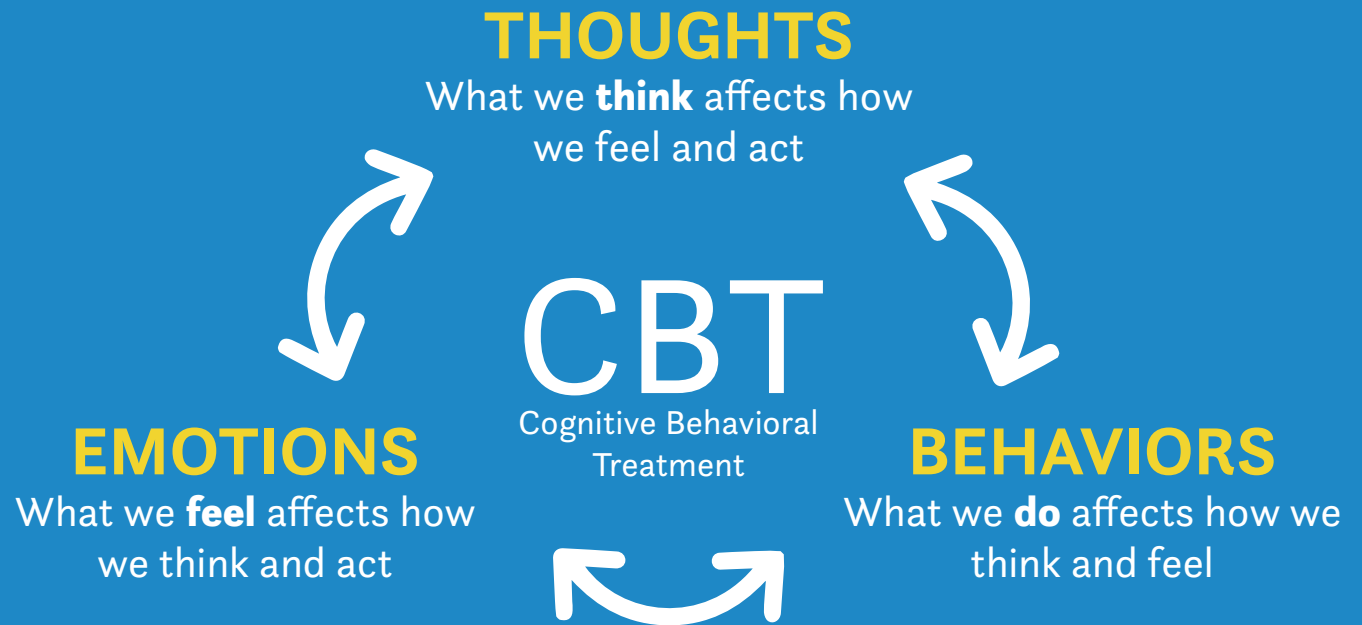 THOUGHTS
What we think affects how
we feel and act
CBT
Cognitive Behavioral
Treatment
EMOTIONS
What we feel affects how
we think and act
BEHAVIORS
What we do affects how we
think and feel